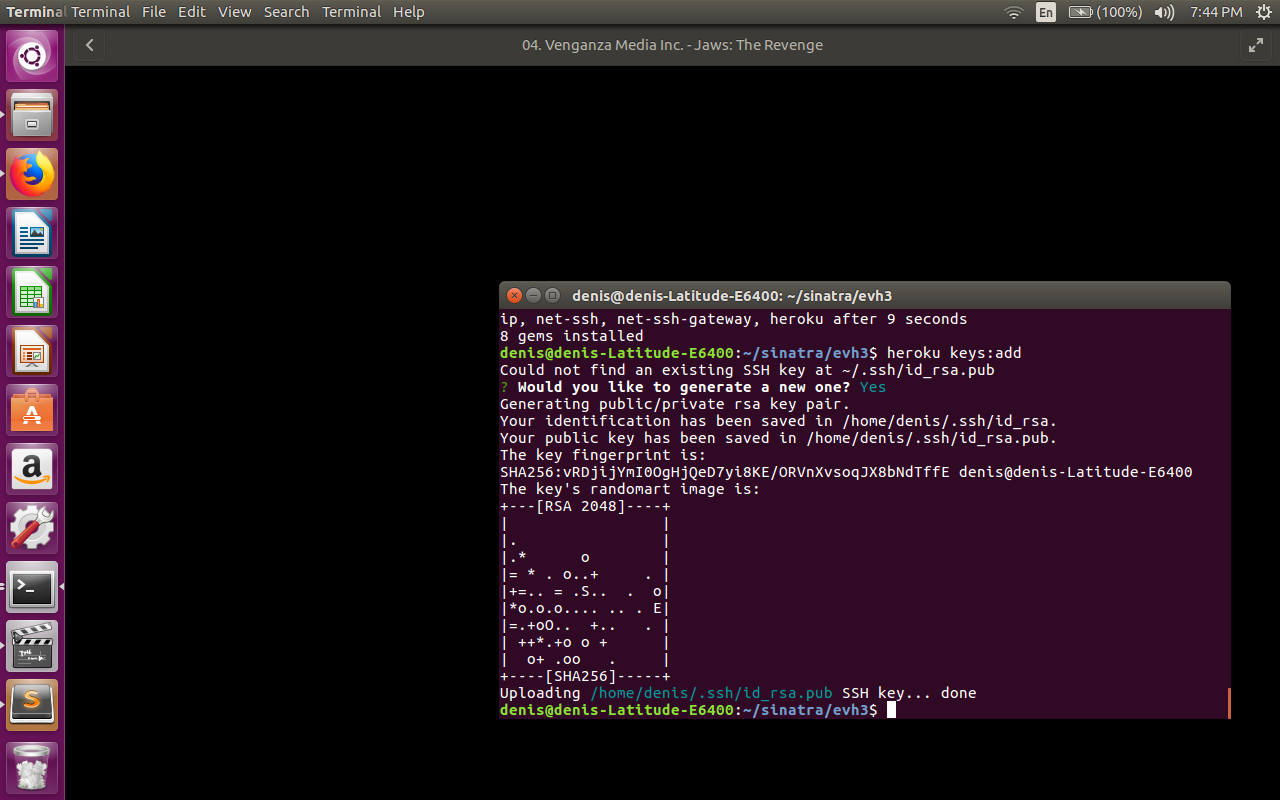 Terminal Terminal File Edit View Search Terminal Help En (100%) 7:44 PM
04. Venganza Media Inc. - Jaws: The Revenge
denis@denis-Latitude-E6400: ~/sinatra/evh3
ip, net-ssh, net-ssh-gateway, heroku after 9 seconds
8 gems installed
denis@denis-Latitude-E6400:~/sinatra/evh3$ heroku keys:add
Could not find an existing SSH key at ~/.ssh/id_rsa.pub
? Would you like to generate a new one? Yes
Generating public/private rsa key pair.
Your identification has been saved in /home/denis/.ssh/id_rsa.
Your public key has been saved in /home/denis/.ssh/id_rsa.pub.
The key fingerprint is:
SHA256:vRDjijYmI0OgHjQeD7yi8KE/ORVnXvsoqJX8bNdTffE denis@denis-Latitude-E6400
The key's randomart image is:
+---[RSA 2048]----+
|                 |
|.                |
|.*      o        |
|= * . o..+     . |
|+=.. = .S..  .  o|
|*o.o.o.... .. . E|
|=.+oO..  +..   . |
| ++*.+o o +      |
|  o+ .oo   .     |
+----[SHA256]-----+
Uploading /home/denis/.ssh/id_rsa.pub SSH key... done
denis@denis-Latitude-E6400:~/sinatra/evh3$